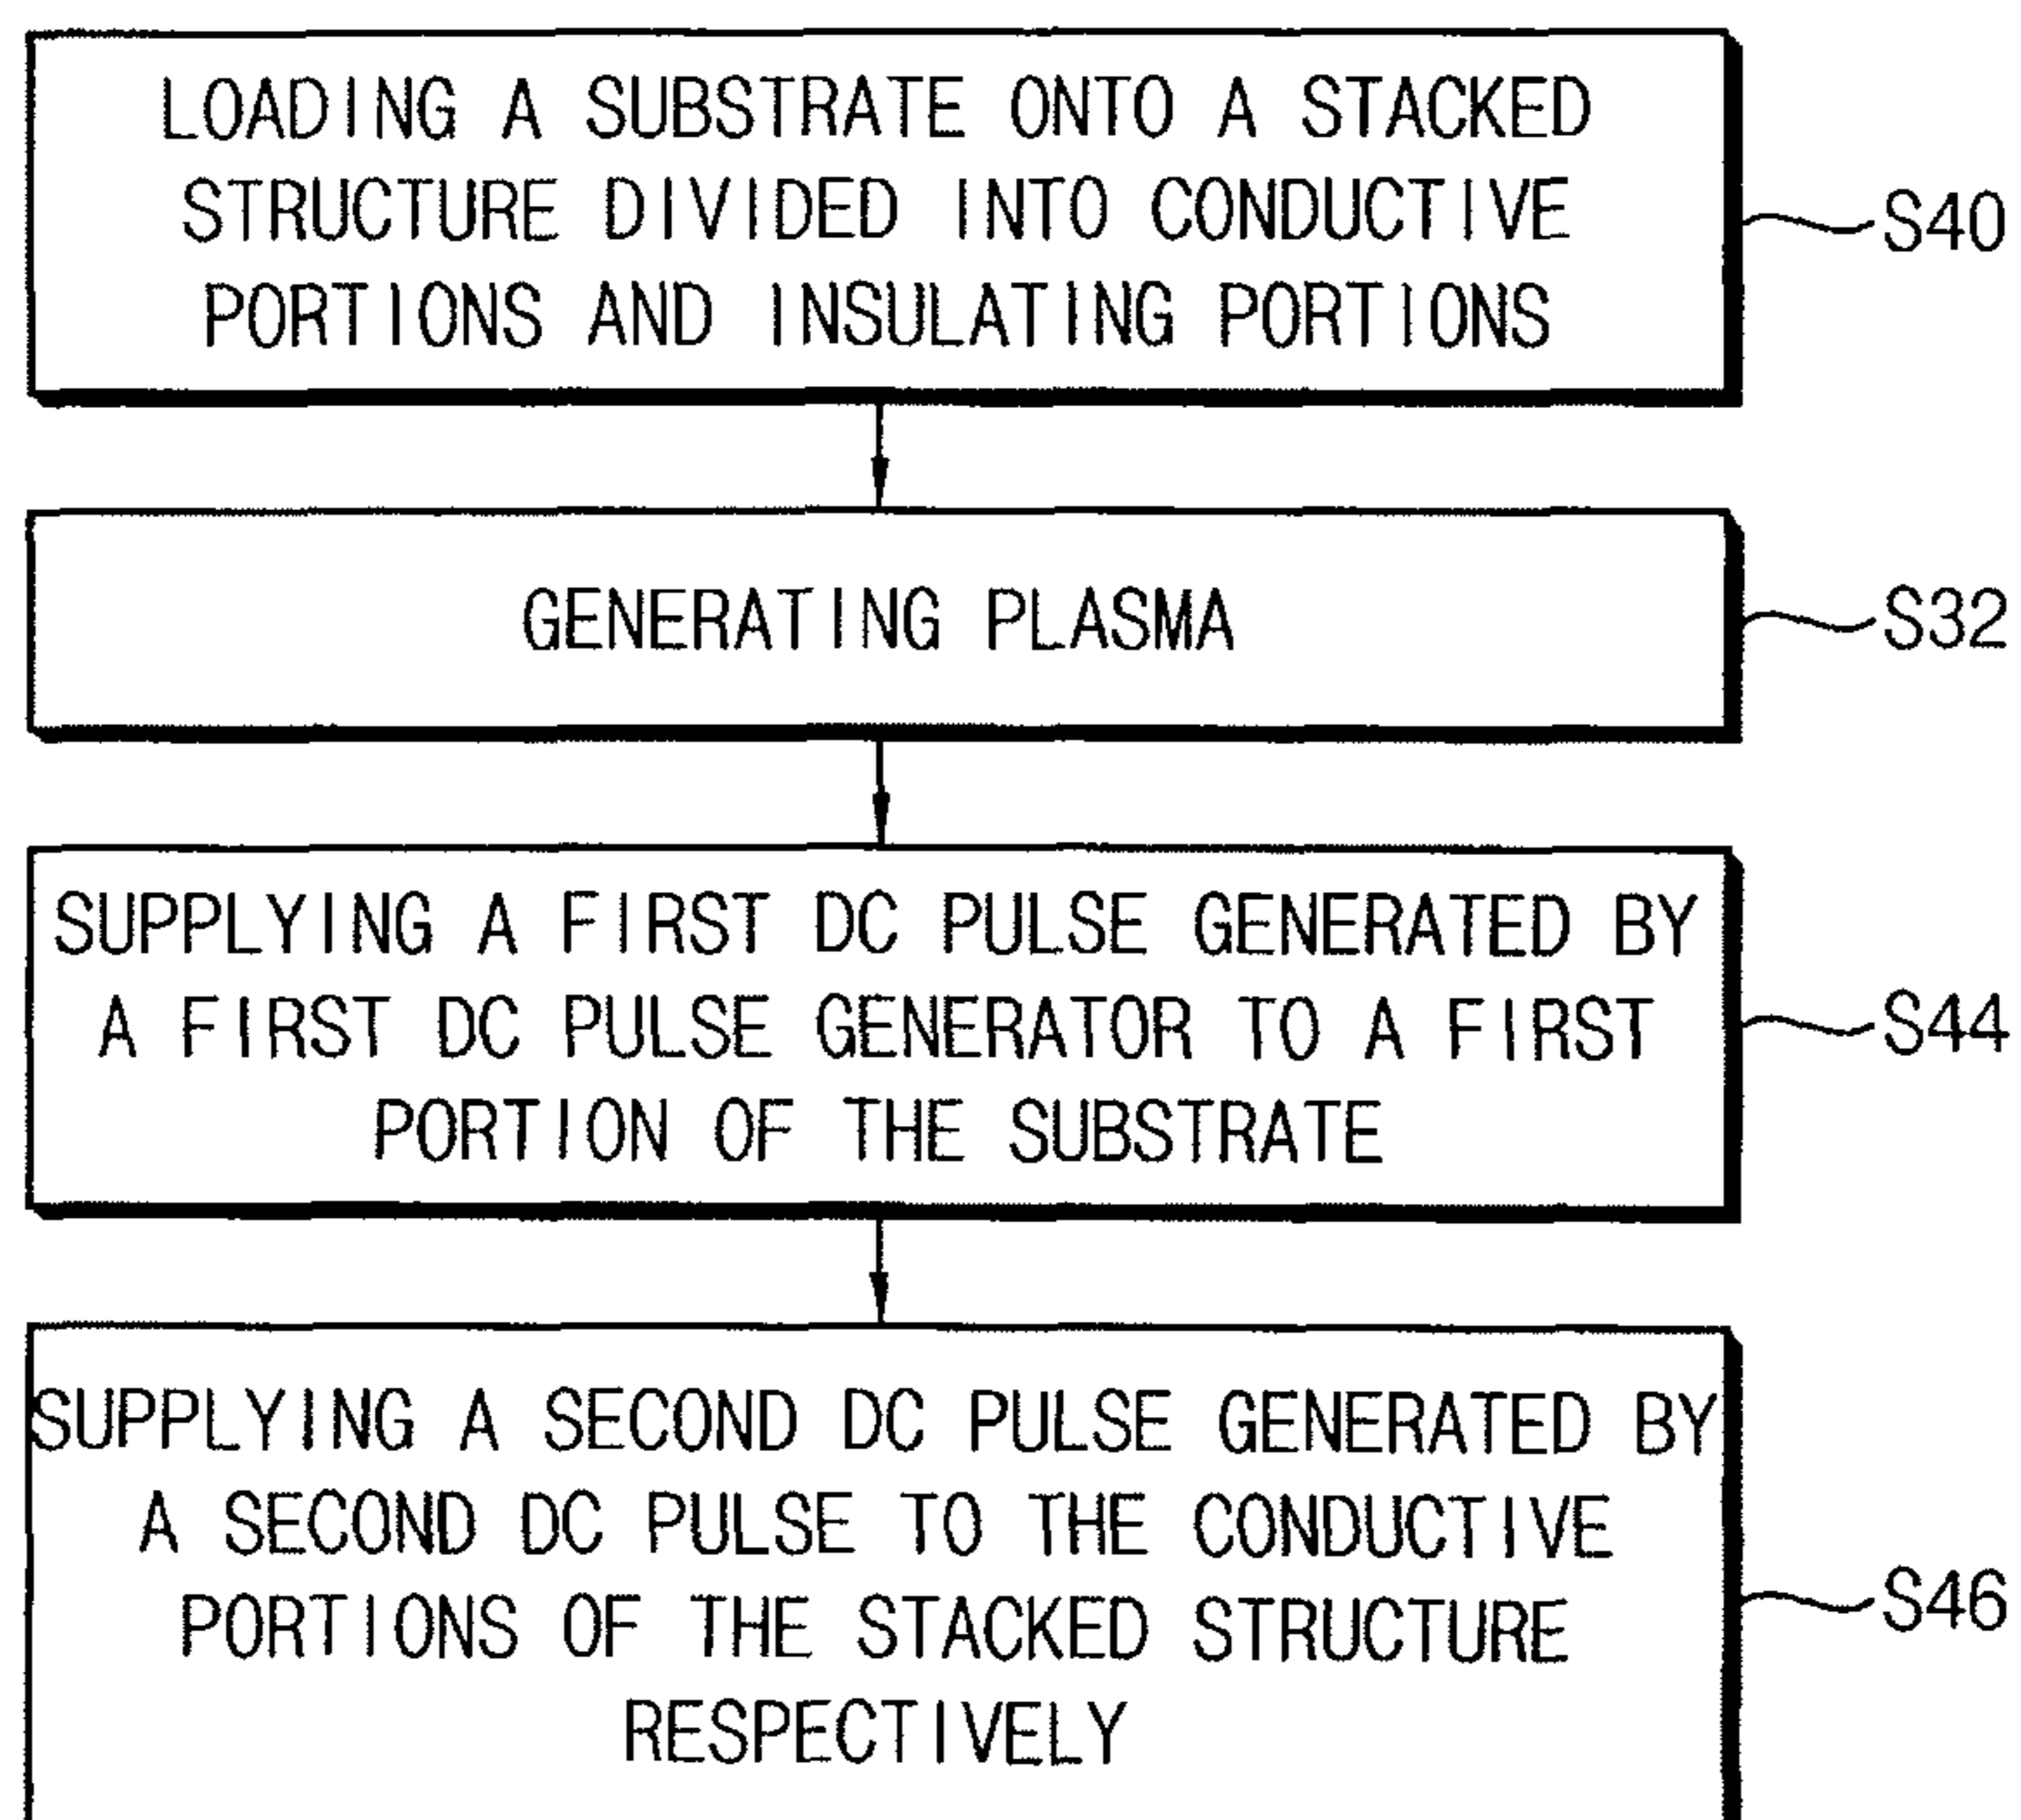 LOADING A SUBSTRATE ONTO A STACKED
STRUCTURE DIVIDED INTO CONDUCTIVE
PORTIONS AND INSULATING PORTIONS
S40
GENERATING PLASMA
S32
SUPPLYING A FIRST DC PULSE GENERATED BY
A FIRST DC PULSE GENERATOR TO A FIRST
PORTION OF THE SUBSTRATE
S44
SUPPLYING A SECOND DC PULSE GENERATED BY
A SECOND DC PULSE TO THE CONDUCTIVE
PORTIONS OF THE STACKED STRUCTURE
RESPECTIVELY
S46